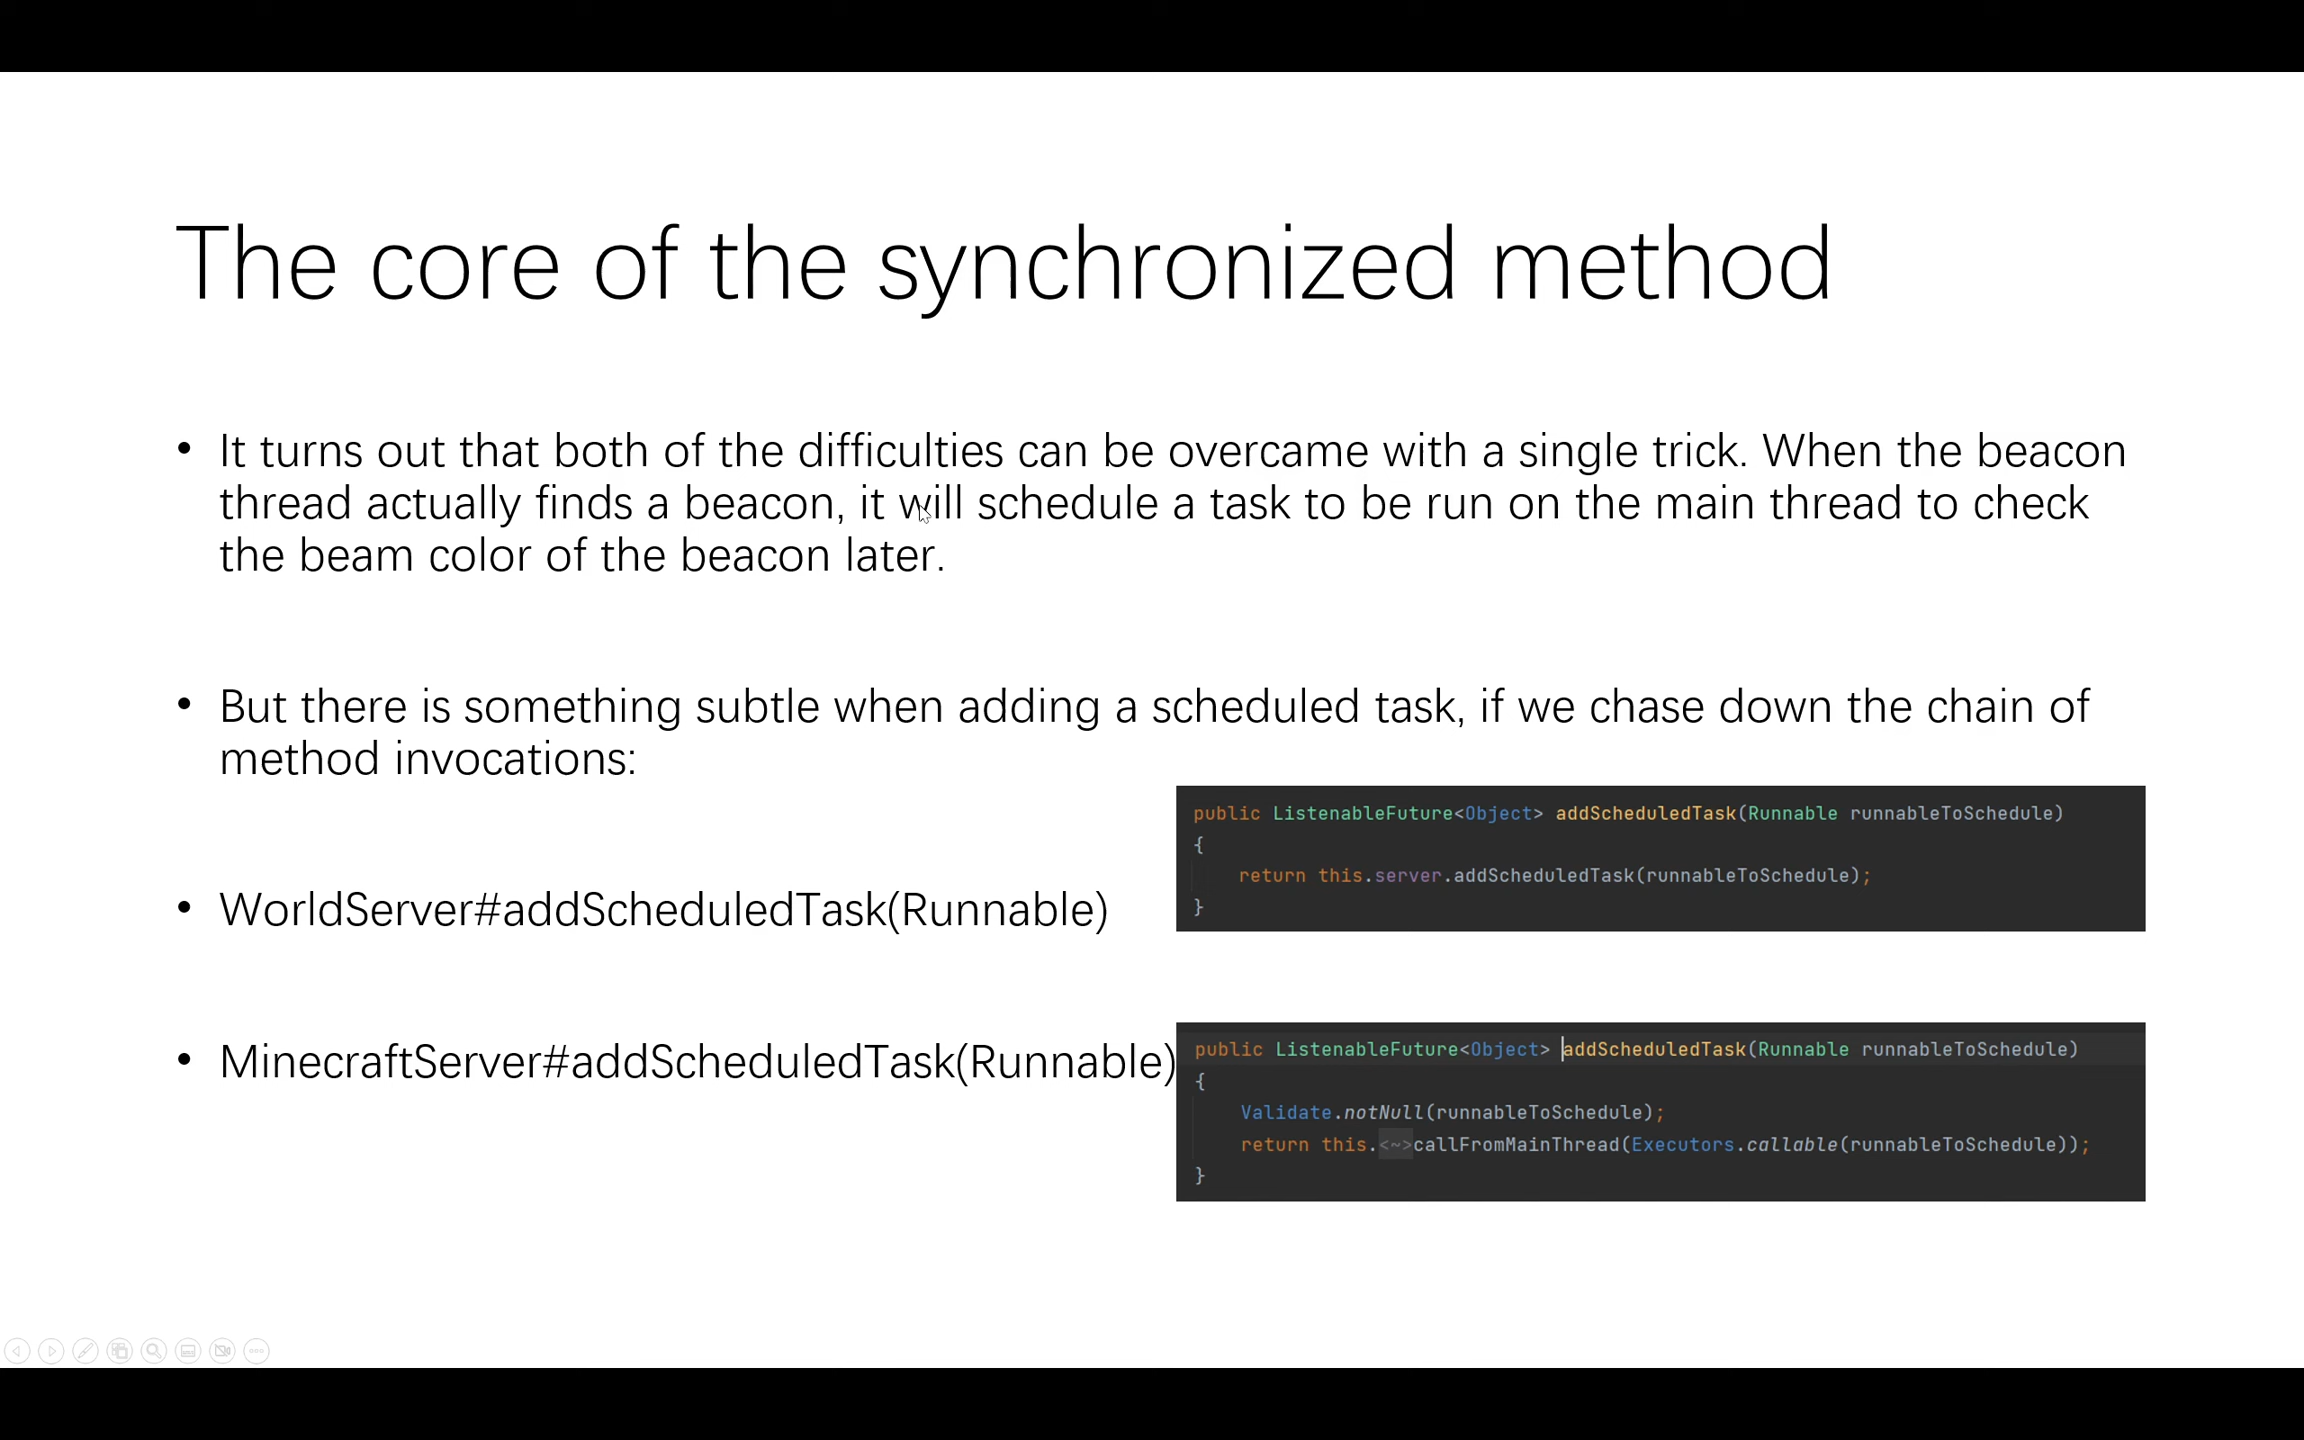 The core of the synchronized method
• It turns out that both of the difficulties can be overcame with a single trick. When the beacon
thread actually finds a beacon, it will schedule a task to be run on the main thread to check
the beam color of the beacon later.
• But there is something subtle when adding a scheduled task, if we chase down the chain of
method invocations:
public ListenableFuture<Object> addScheduledTask(Runnable runnableToSchedule)
{
return this.server.addScheduledTask(runnableToSchedule);
}
• WorldServer#addScheduledTask(Runnable)
• MinecraftServer#addScheduledTask(Runnable)
public ListenableFuture<Object> addScheduledTask(Runnable runnableToSchedule)
{
Validate.notNull(runnableToSchedule);
return this.<~>callFromMainThread(Executors.callable(runnableToSchedule));
}